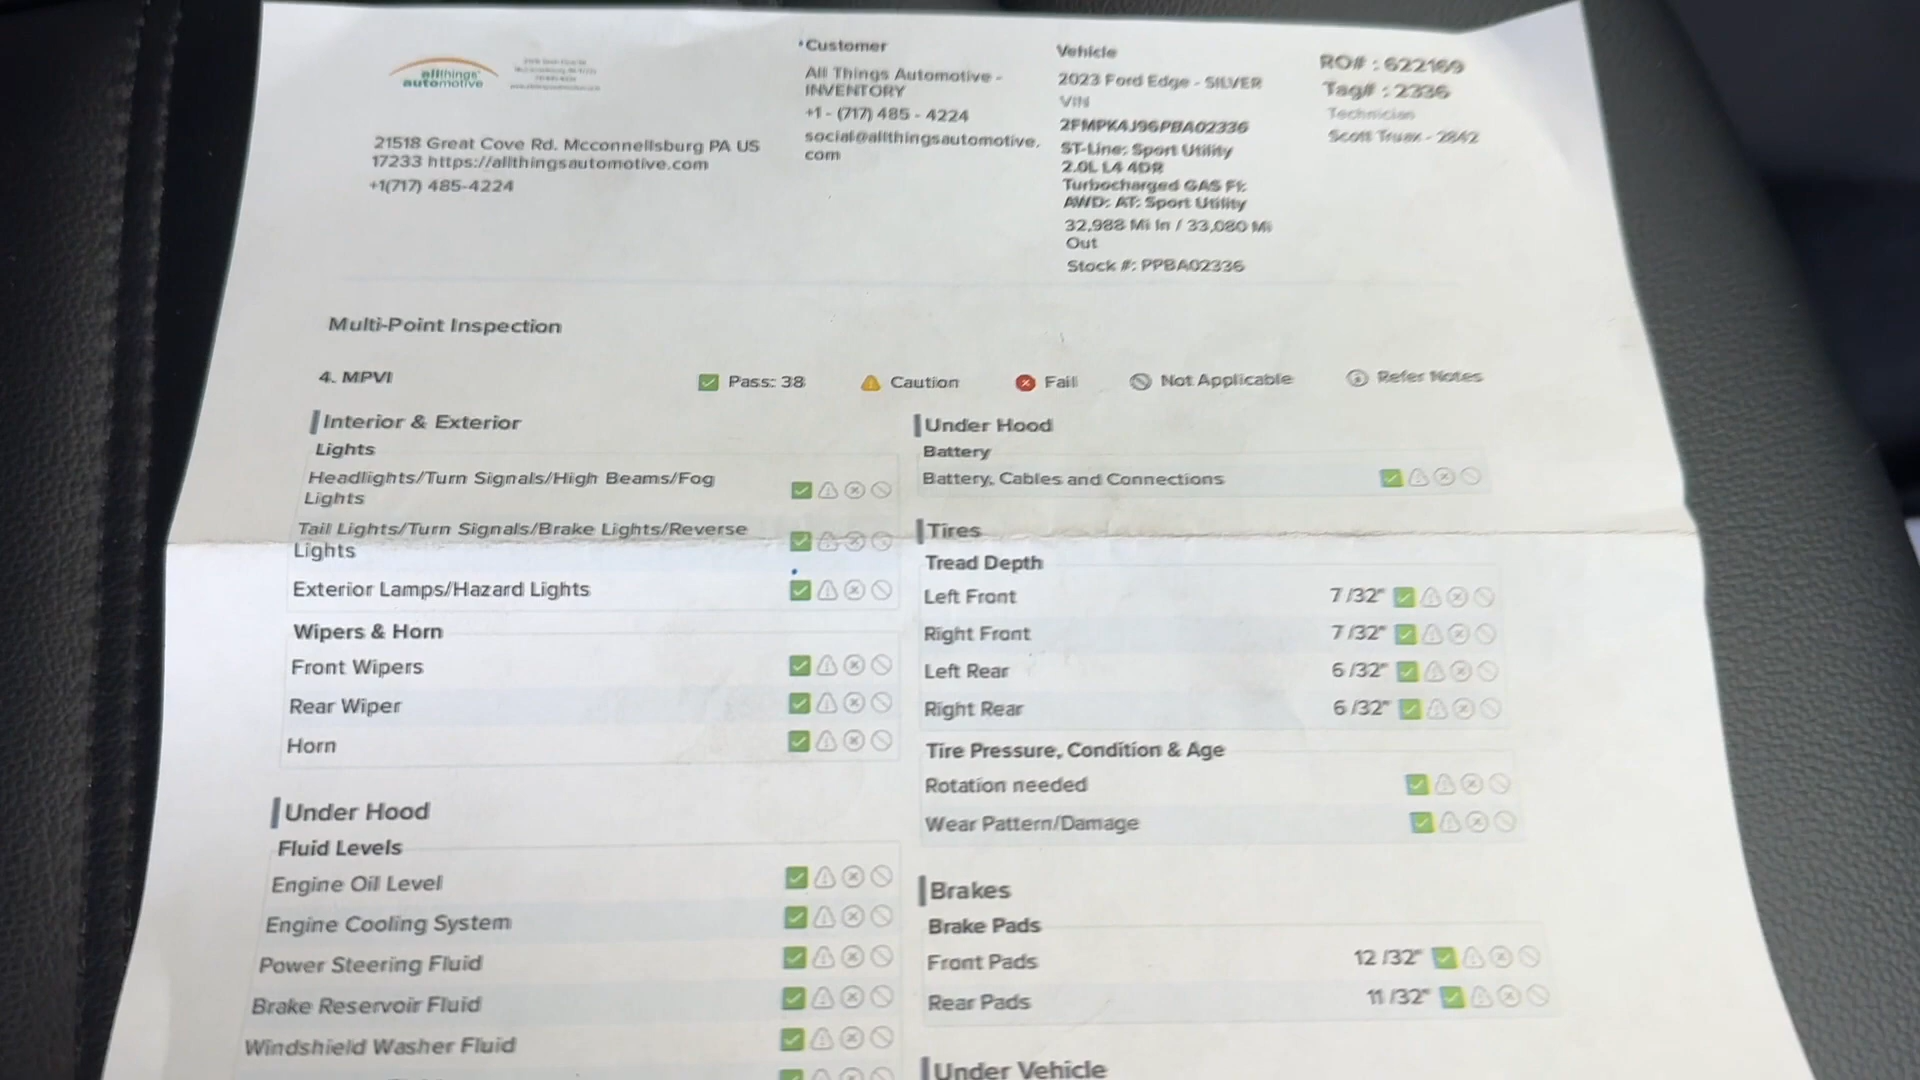 allthings
automotive
21518 Great Cove Rd. Mcconnellsburg PA US
17233 https://allthingsautomotive.com
+1(717) 485-4224
Customer
All Things Automotive -
INVENTORY
+1 - (717) 485 - 4224
social@allthingsautomotive.
com
Vehicle
2023 Ford Edge - SILVER
VIN
2FMPK4J96PBA02336
ST-Line: Sport Utility
2.0L L4 4DR
Turbocharged GAS FI:
AWD: AT: Sport Utility
32,988 Mi In / 33,080 Mi
Out
Stock #: PPBA02336
RO# : 622169
Tag# : 2336
Technician
Scott Truax - 2842
Multi-Point Inspection
4. MPVI
Pass: 38
Caution
Fail
Not Applicable
Refer Notes
Interior & Exterior
Lights
Headlights/Turn Signals/High Beams/Fog
Lights
Tail Lights/Turn Signals/Brake Lights/Reverse
Lights
Exterior Lamps/Hazard Lights
Wipers & Horn
Front Wipers
Rear Wiper
Horn
Under Hood
Fluid Levels
Engine Oil Level
Engine Cooling System
Power Steering Fluid
Brake Reservoir Fluid
Windshield Washer Fluid
Under Hood
Battery
Battery, Cables and Connections
Tires
Tread Depth
Left Front 7 /32"
Right Front 7 /32"
Left Rear 6 /32"
Right Rear 6 /32"
Tire Pressure, Condition & Age
Rotation needed
Wear Pattern/Damage
Brakes
Brake Pads
Front Pads 12 /32"
Rear Pads 11 /32"
Under Vehicle